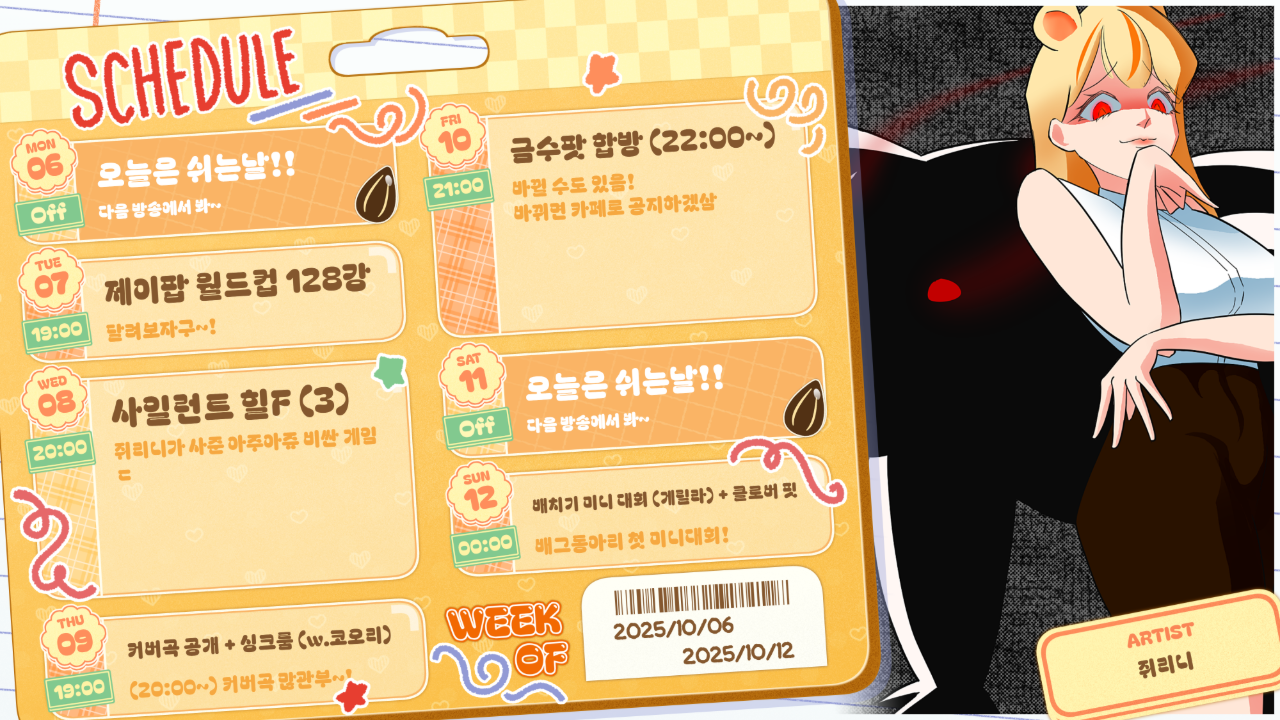 SCHEDULE
MON
06
Off
오늘은 쉬는날!!
다음 방송에서 봐~
TUE
07
19:00
제이팝 월드컵 128강
달려보자구~!
WED
08
20:00
사일런트 힐F (3)
쥐리니가 사준 아주아쥬 비싼 게임
ㄷ
THU
09
19:00
커버곡 공개 + 싱크룸 (w.코오리)
(20:00~) 커버곡 많관부~!
FRI
10
21:00
금수팟 합방 (22:00~)
바뀔 수도 있음!
바뀌면 카페로 공지하겠삼
SAT
11
Off
오늘은 쉬는날!!
다음 방송에서 봐~
SUN
12
00:00
배치기 미니 대회 (게릴라) + 클로버 핏
배그동아리 첫 미니대회!
WEEK
OF
2025/10/06
2025/10/12
ARTIST
쥐리니